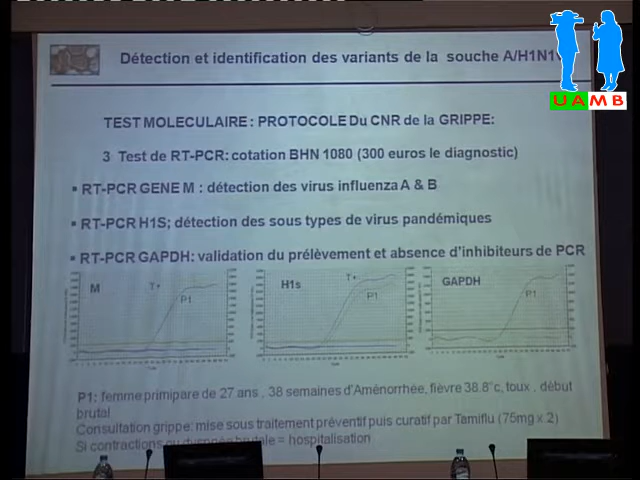 Détection et identification des variants de la souche A/H1N1
UAMB
TEST MOLECULAIRE : PROTOCOLE Du CNR de la GRIPPE:
3 Test de RT-PCR: cotation BHN 1080 (300 euros le diagnostic)
▪ RT-PCR GENE M : détection des virus influenza A & B
▪ RT-PCR H1S; détection des sous types de virus pandémiques
▪ RT-PCR GAPDH: validation du prélèvement et absence d'inhibiteurs de PCR
M T+ P1
H1s T+ P1
GAPDH P1
P1: femme primipare de 27 ans , 38 semaines d'Aménorrhée, fièvre 38.8°c, toux , début
brutal
Consultation grippe: mise sous traitement préventif puis curatif par Tamiflu (75mg x 2)
Si contractions ou dyspnée brutale = hospitalisation